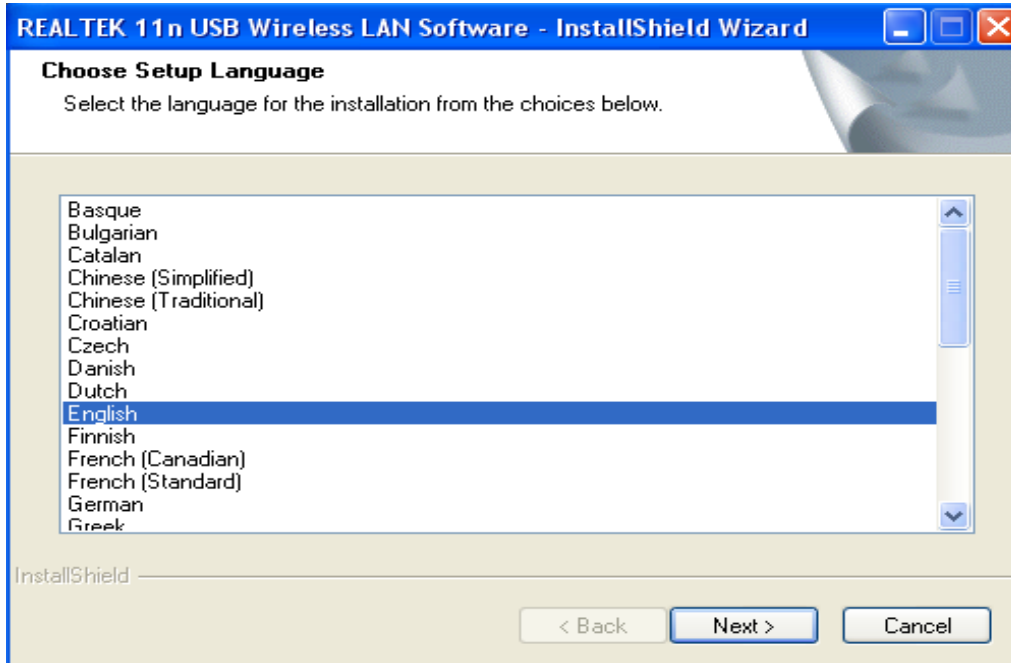 REALTEK 11n USB Wireless LAN Software - InstallShield Wizard
Choose Setup Language
Select the language for the installation from the choices below.
Basque
Bulgarian
Catalan
Chinese (Simplified)
Chinese (Traditional)
Croatian
Czech
Danish
Dutch
English
Finnish
French (Canadian)
French (Standard)
German
Greek
InstallShield
< Back Next > Cancel